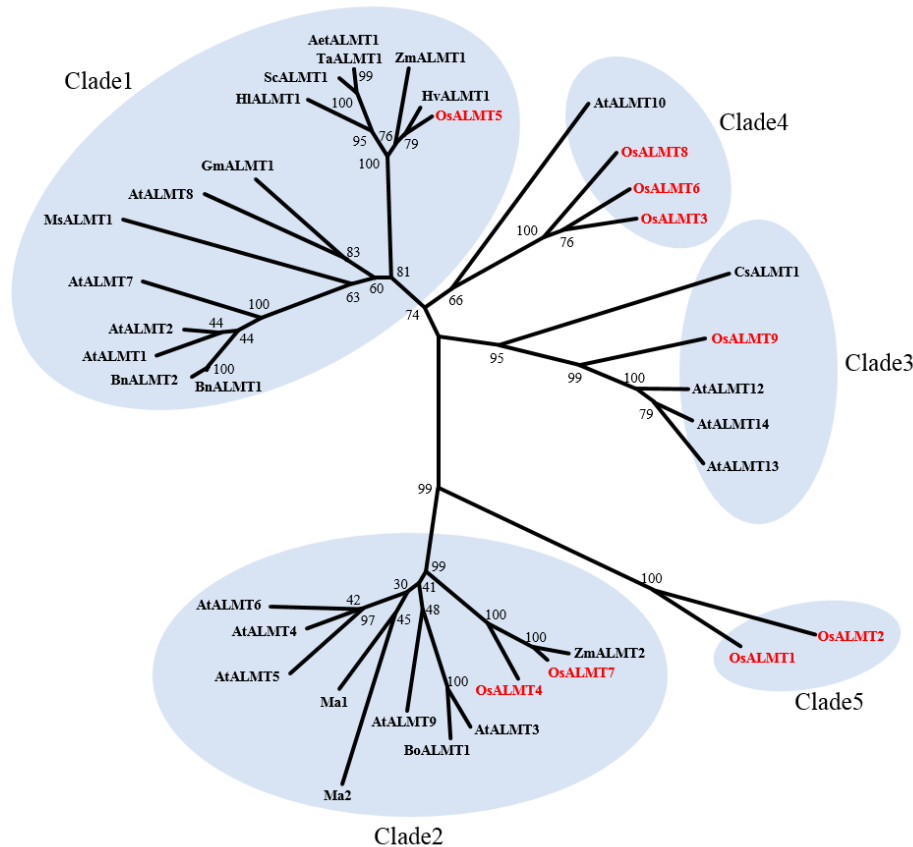 Clade1
AetALMT1
TaALMT1
ScALMT1
99
ZmALMT1
HlALMT1
100
HvALMT1
OsALMT5
95
76
79
100
GmALMT1
AtALMT8
MsALMT1
83
81
60
63
AtALMT7
100
AtALMT2
44
44
AtALMT1
BnALMT2
100
BnALMT1
AtALMT10
Clade4
OsALMT8
OsALMT6
OsALMT3
100
76
66
74
CsALMT1
OsALMT9
Clade3
95
99
100
AtALMT12
79
AtALMT14
AtALMT13
99
99
30
41
42
97
45
48
AtALMT6
AtALMT4
AtALMT5
Ma1
Ma2
AtALMT9
100
BoALMT1
AtALMT3
100
100
ZmALMT2
OsALMT7
OsALMT4
Clade2
100
OsALMT2
OsALMT1
Clade5